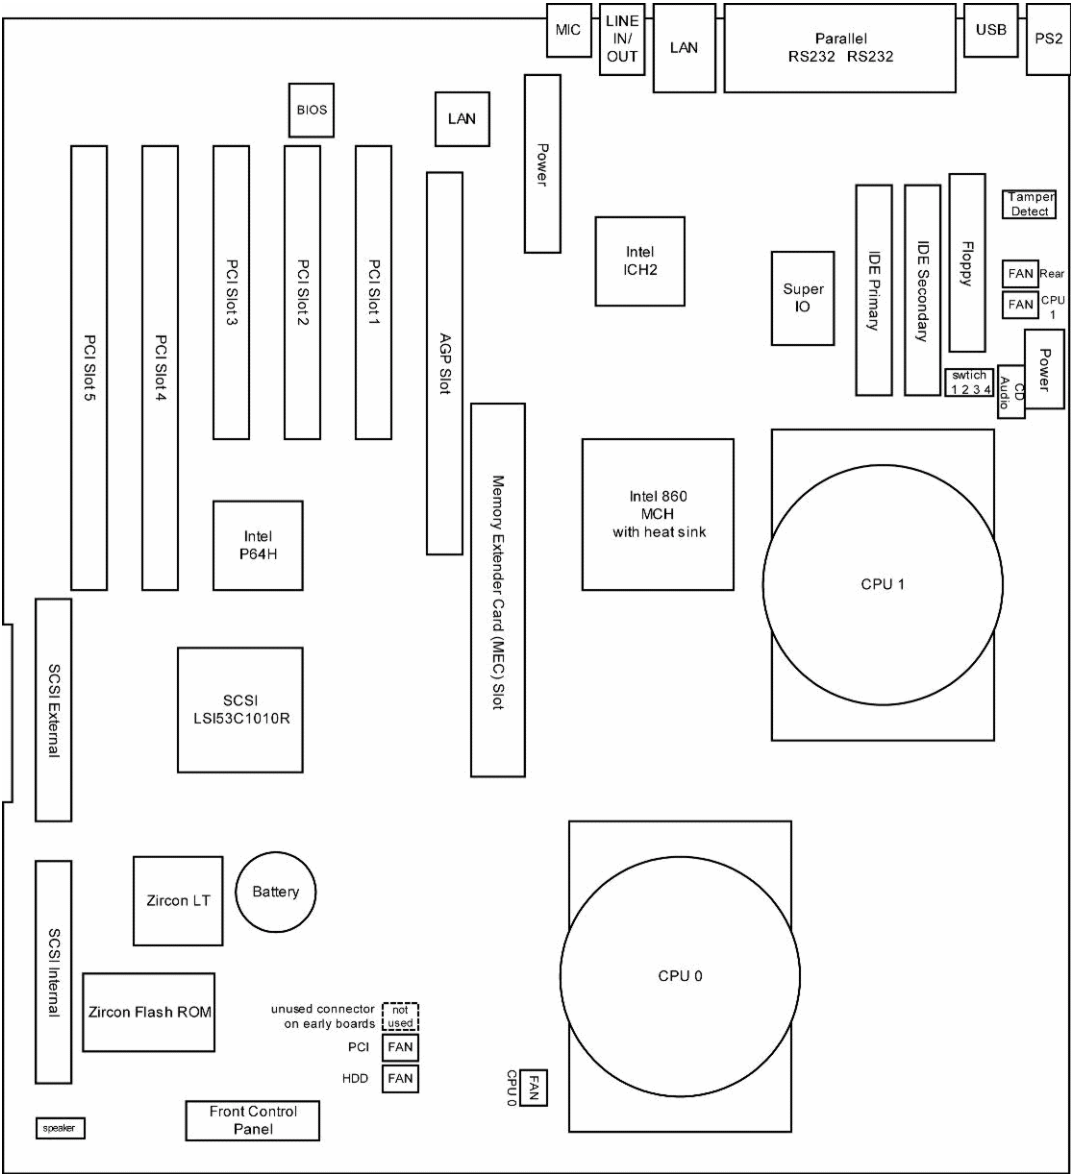 MIC
LINE
IN/
OUT
LAN
Parallel
RS232 RS232
USB
PS2
BIOS
LAN
Power
Tamper
Detect
Intel
ICH2
Super
IO
IDE Primary
IDE Secondary
Floppy
FAN Rear
FAN CPU
1
Power
swtich
1 2 3 4
CD
Audio
PCI Slot 5
PCI Slot 4
PCI Slot 3
PCI Slot 2
PCI Slot 1
AGP Slot
Memory Extender Card (MEC) Slot
Intel 860
MCH
with heat sink
CPU 1
Intel
P64H
SCSI External
SCSI
LSI53C1010R
Zircon LT
Battery
SCSI Internal
Zircon Flash ROM
CPU 0
unused connector
on early boards
not
used
PCI FAN
HDD FAN
FAN
CPU 0
Front Control
Panel
speaker